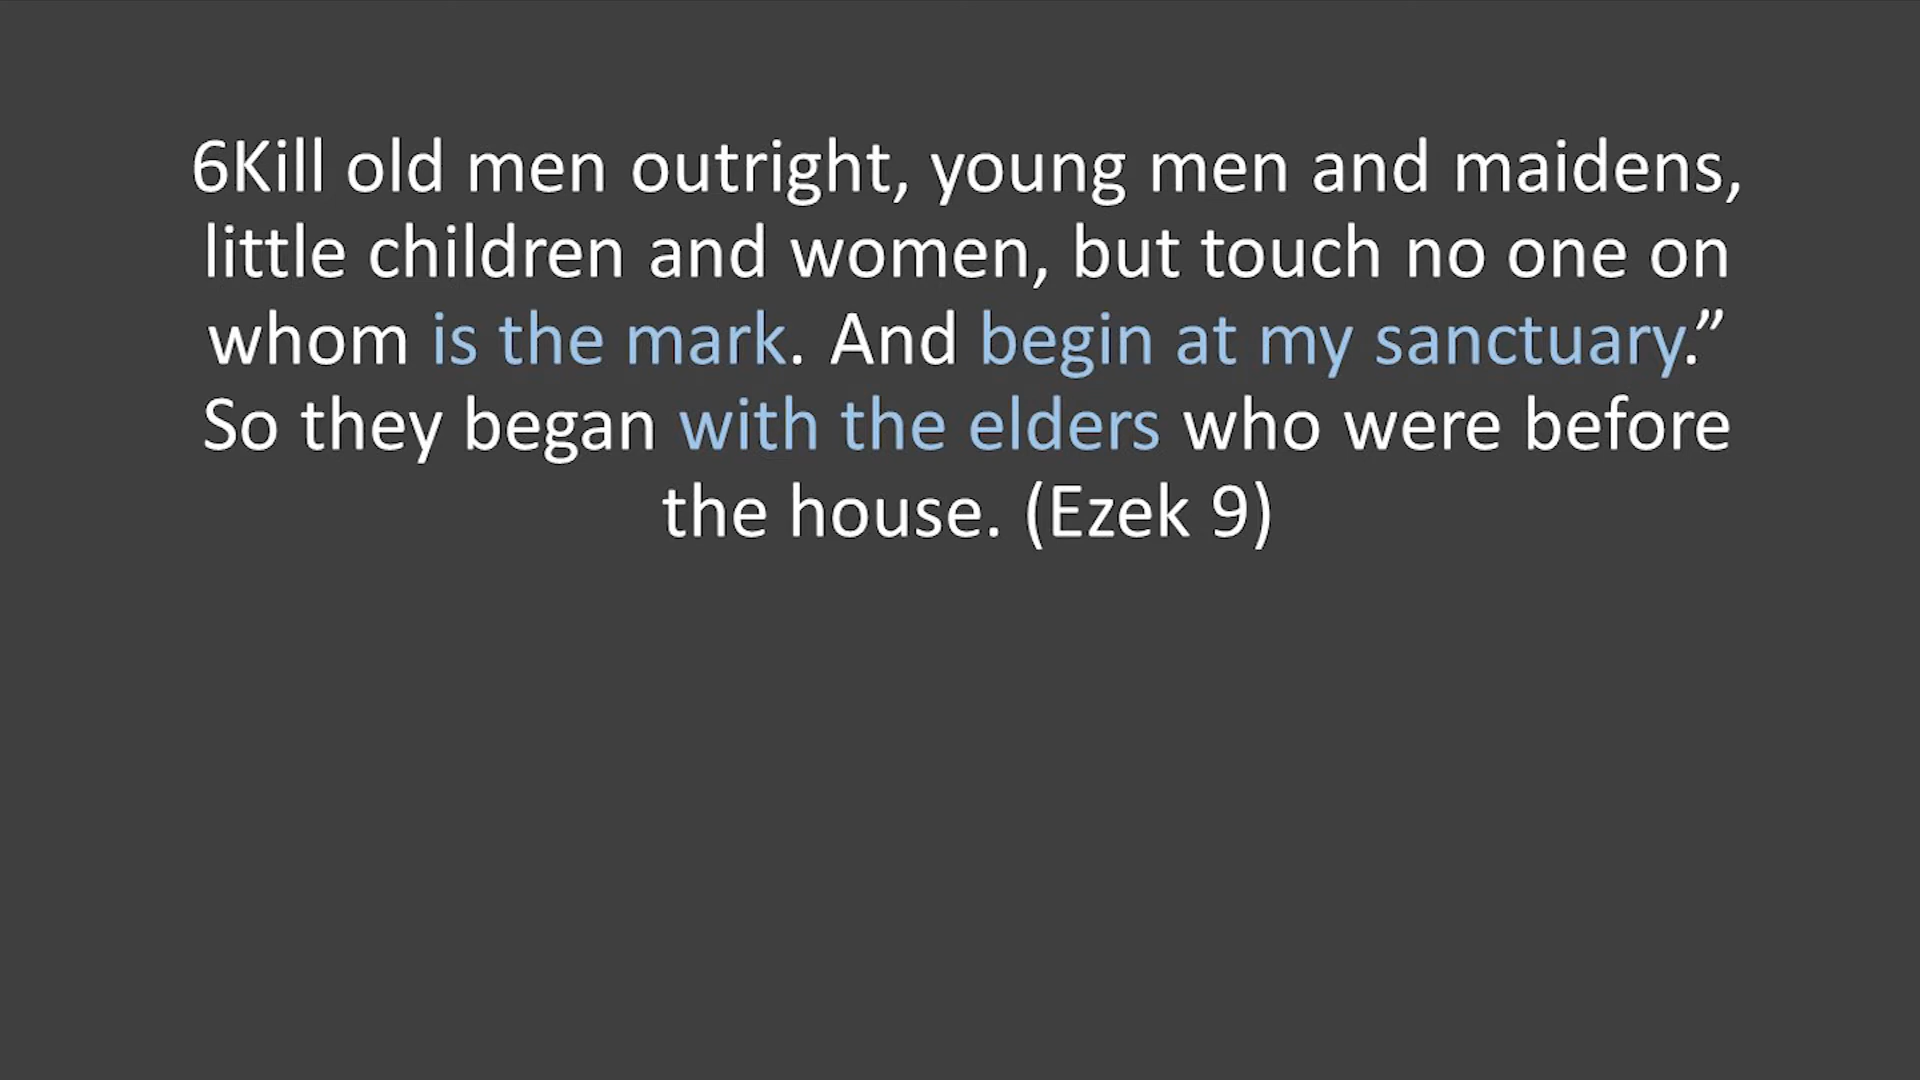 6Kill old men outright, young men and maidens,
little children and women, but touch no one on
whom is the mark. And begin at my sanctuary.”
So they began with the elders who were before
the house. (Ezek 9)